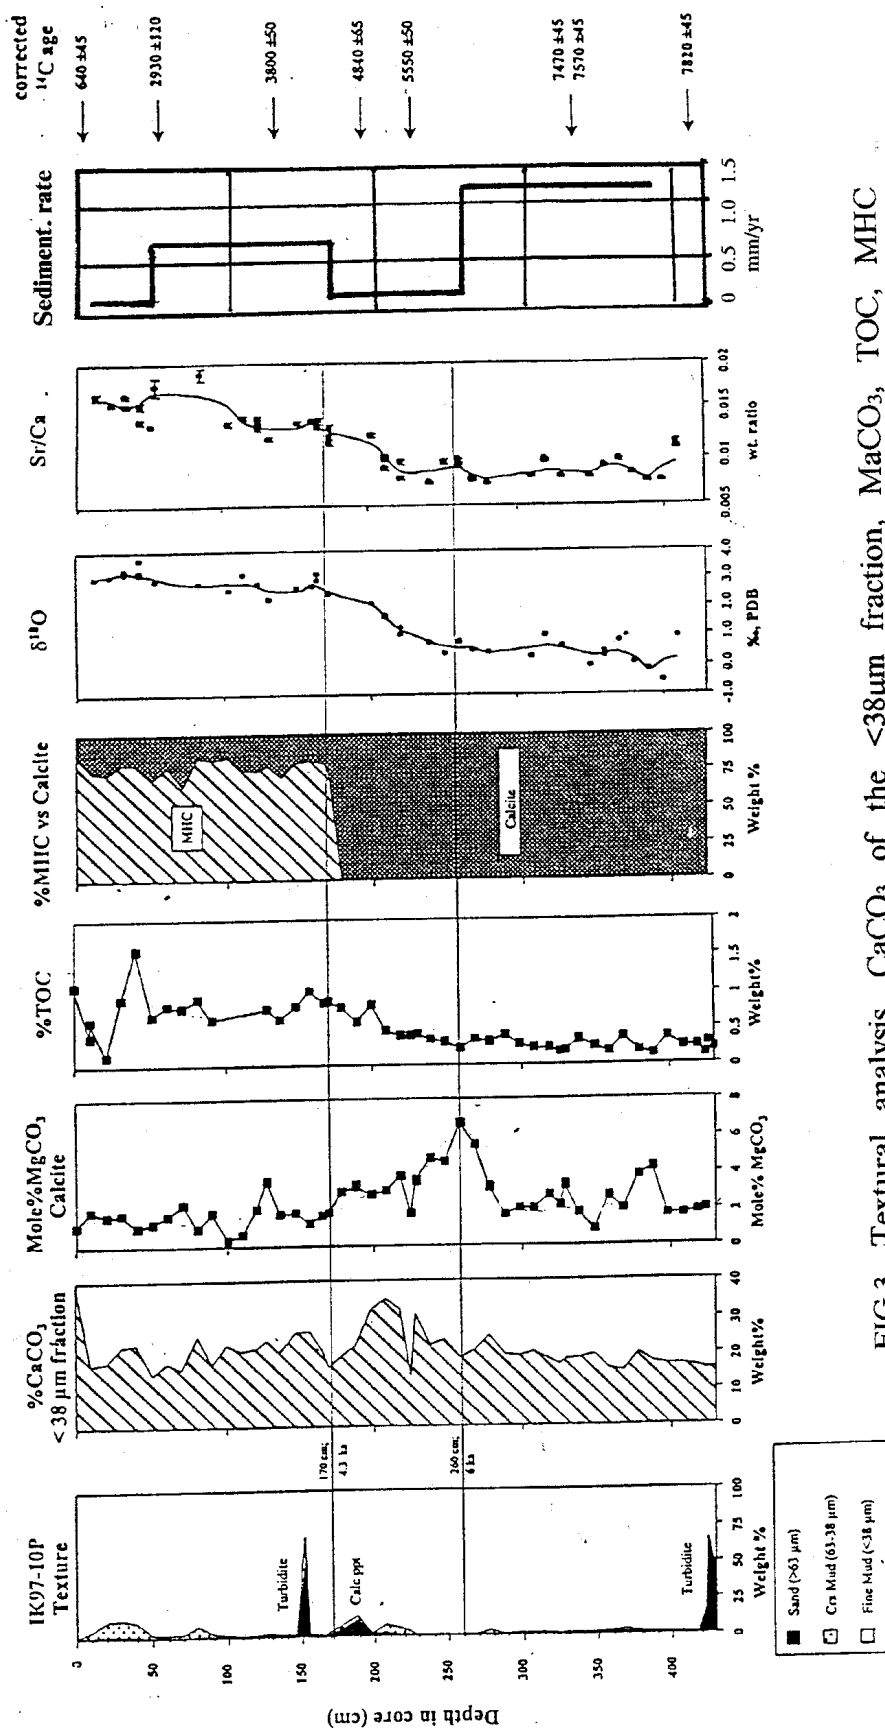 IK97-10P
Texture
%CaCO₃
< 38 µm fraction
Mole%MgCO₃
Calcite
%TOC
%MHC vs Calcite
δ¹⁸O
Sr/Ca
Sediment. rate
corrected
¹⁴C age
Depth in core (cm)
0
50
100
150
200
250
300
350
400
Turbidite
Calc ppt
Turbidite
170 cm;
4.3 ka
260 cm;
6 ka
MHC
Calcite
640 ±45
2930 ±120
3800 ±50
4840 ±65
5550 ±50
7470 ±45
7570 ±45
7820 ±45
0 25 50 75 100
Weight %
0 10 20 30 40
Weight%
0 1 4 6 8
Mole% MgCO₃
0 0.5 1 1.5 2
Weight%
0 25 50 75 100
Weight %
-1.0 0.0 1.0 2.0 3.0 4.0
‰, PDB
0.005 0.01 0.015 0.02
wt. ratio
0 0.5 1.0 1.5
mm/yr
Sand (>63 µm)
Crs Mud (63-38 µm)
Fine Mud (<38 µm)
FIG 3. Textural analysis, CaCO₃ of the <38µm fraction, MaCO₃, TOC, MHC